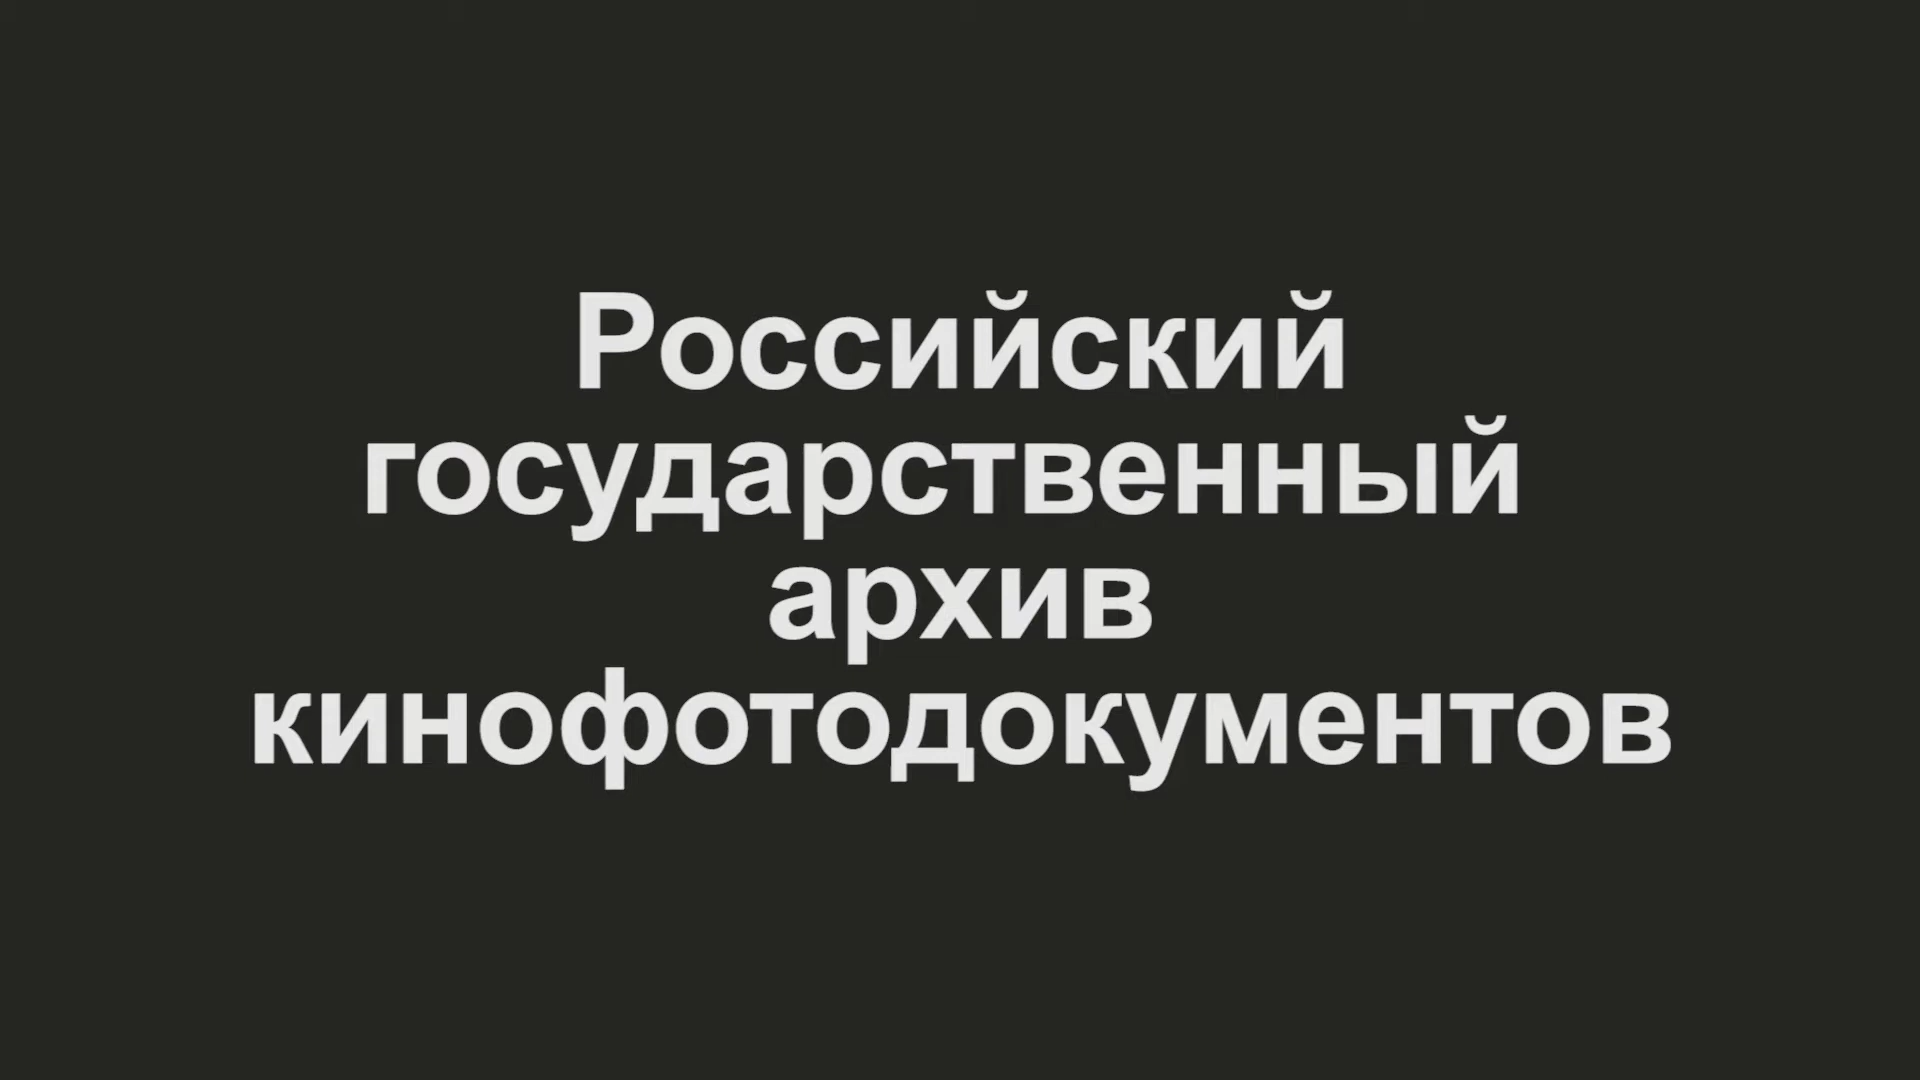 Российский
государственный
архив
кинофотодокументов